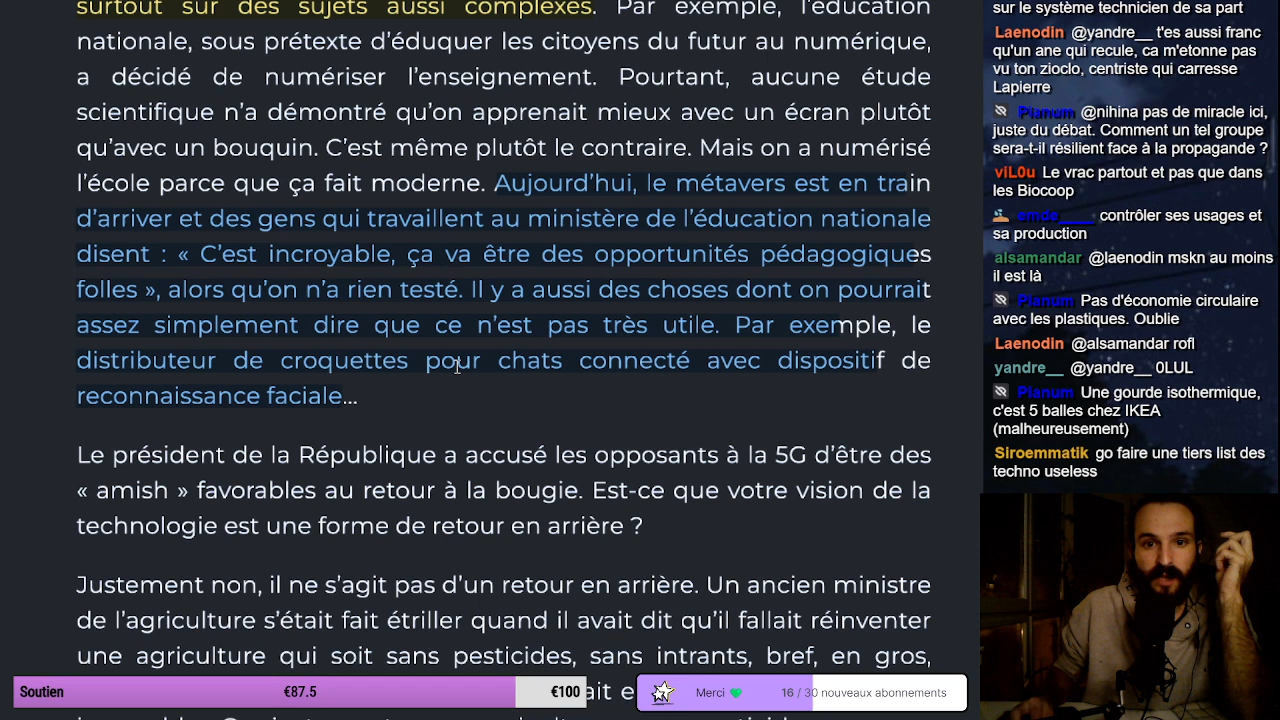 surtout sur des sujets aussi complexes. Par exemple, l'éducation
nationale, sous prétexte d'éduquer les citoyens du futur au numérique,
a décidé de numériser l'enseignement. Pourtant, aucune étude
scientifique n'a démontré qu'on apprenait mieux avec un écran plutôt
qu'avec un bouquin. C'est même plutôt le contraire. Mais on a numérisé
l'école parce que ça fait moderne. Aujourd'hui, le métavers est en train
d'arriver et des gens qui travaillent au ministère de l'éducation nationale
disent : « C'est incroyable, ça va être des opportunités pédagogiques
folles », alors qu'on n'a rien testé. Il y a aussi des choses dont on pourrait
assez simplement dire que ce n'est pas très utile. Par exemple, le
distributeur de croquettes pour chats connecté avec dispositif de
reconnaissance faciale...
Le président de la République a accusé les opposants à la 5G d'être des
« amish » favorables au retour à la bougie. Est-ce que votre vision de la
technologie est une forme de retour en arrière ?
Justement non, il ne s'agit pas d'un retour en arrière. Un ancien ministre
de l'agriculture s'était fait étriller quand il avait dit qu'il fallait réinventer
une agriculture qui soit sans pesticides, sans intrants, bref, en gros,
Soutien €87.5 €100
Merci 16 / 30 nouveaux abonnements
sur le système technicien de sa part
Laenodin @yandre__ t'es aussi franc
qu'un ane qui recule, ca m'etonne pas
vu ton zioclo, centriste qui carresse
Lapierre
Planum @nihina pas de miracle ici,
juste du débat. Comment un tel groupe
sera-t-il résilient face à la propagande ?
viL0u Le vrac partout et pas que dans
les Biocoop
emde____ contrôler ses usages et
sa production
alsamandar @laenodin mskn au moins
il est là
Planum Pas d'économie circulaire
avec les plastiques. Oublie
Laenodin @alsamandar rofl
yandre__ @yandre__ 0LUL
Planum Une gourde isothermique,
c'est 5 balles chez IKEA
(malheureusement)
Siroemmatik go faire une tiers list des
techno useless